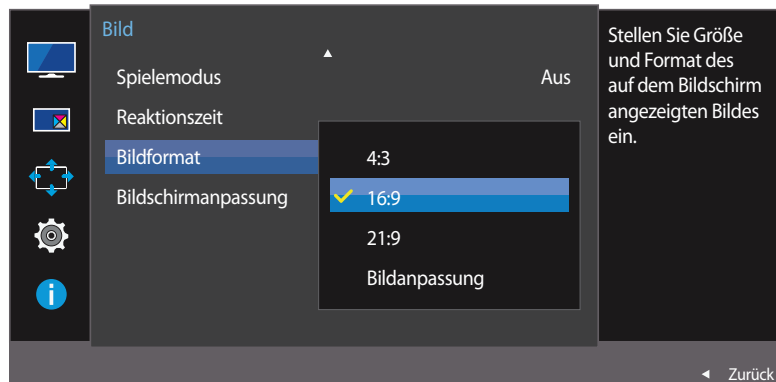 Bild
Spielemodus
Aus
Reaktionszeit
Bildformat
Bildschirmanpassung
4:3
16:9
21:9
Bildanpassung
Stellen Sie Größe
und Format des
auf dem Bildschirm
angezeigten Bildes
ein.
Zurück